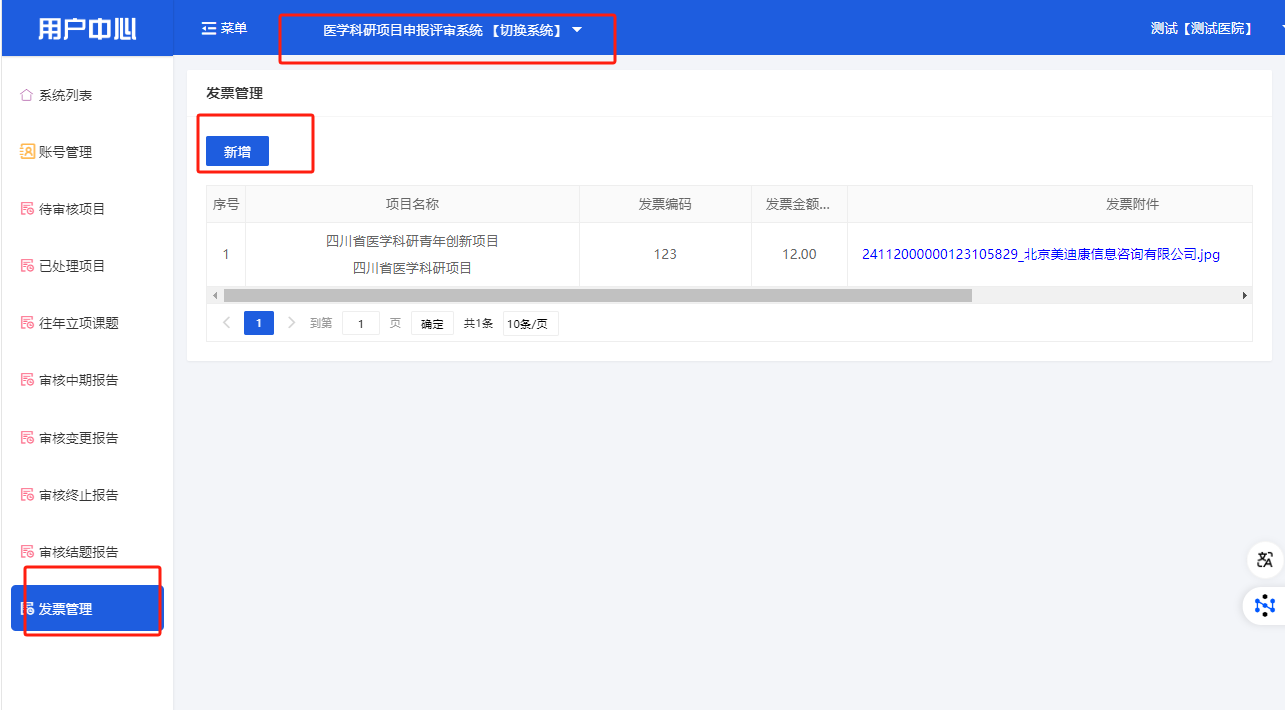 用户中心
菜单
医学科研项目申报评审系统 【切换系统】
测试【测试医院】
系统列表
账号管理
待审核项目
已处理项目
往年立项课题
审核中期报告
审核变更报告
审核终止报告
审核结题报告
发票管理
发票管理
新增
序号 项目名称 发票编码 发票金额... 发票附件
1 四川省医学科研青年创新项目 123 12.00 24112000000123105829_北京美迪康信息咨询有限公司.jpg
四川省医学科研项目
1 到第 1 页 确定 共1条 10条/页